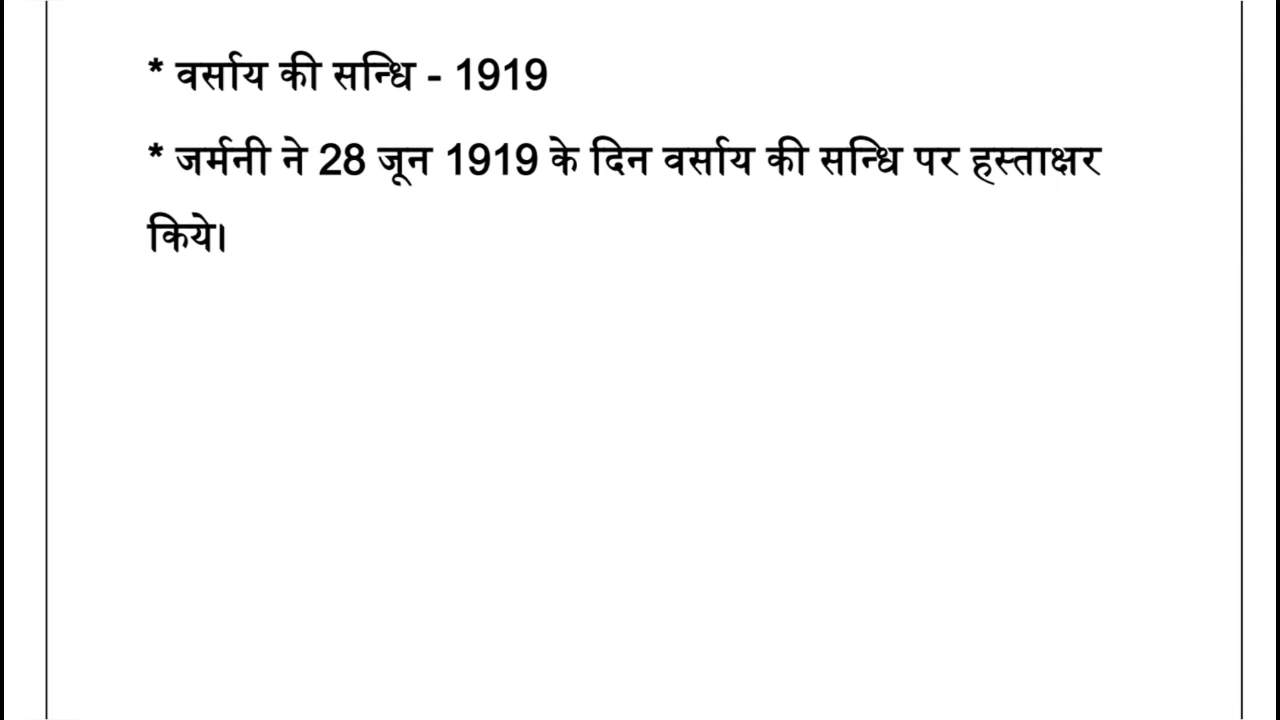 * वर्साय की सन्धि - 1919
* जर्मनी ने 28 जून 1919 के दिन वर्साय की सन्धि पर हस्ताक्षर
किये।